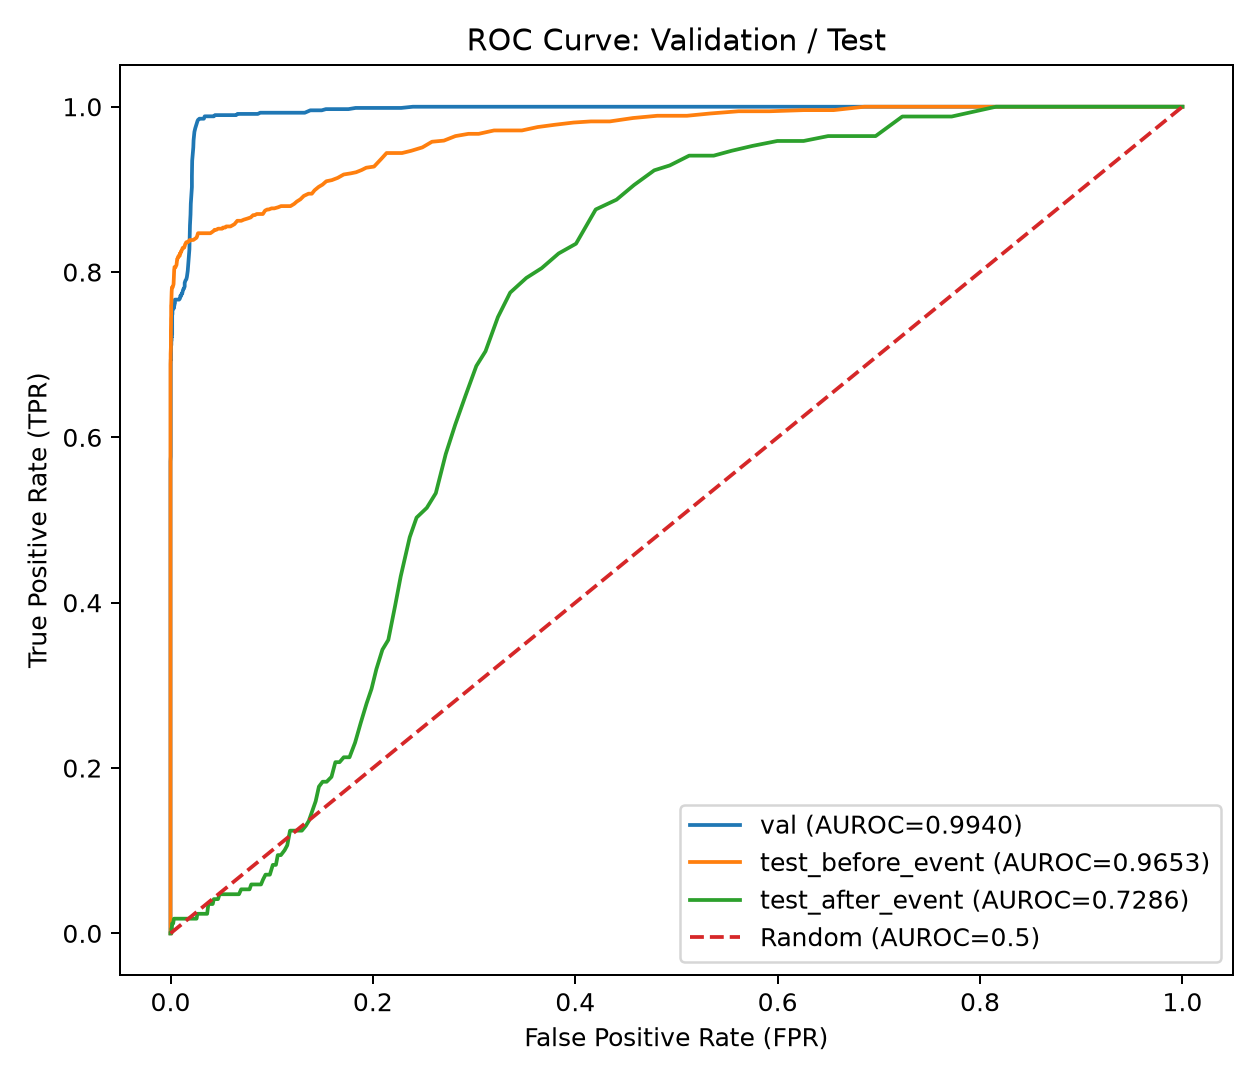 ROC Curve: Validation / Test
True Positive Rate (TPR)
1.0
0.8
0.6
0.4
0.2
0.0
val (AUROC=0.9940)
test_before_event (AUROC=0.9653)
test_after_event (AUROC=0.7286)
Random (AUROC=0.5)
0.0 0.2 0.4 0.6 0.8 1.0
False Positive Rate (FPR)